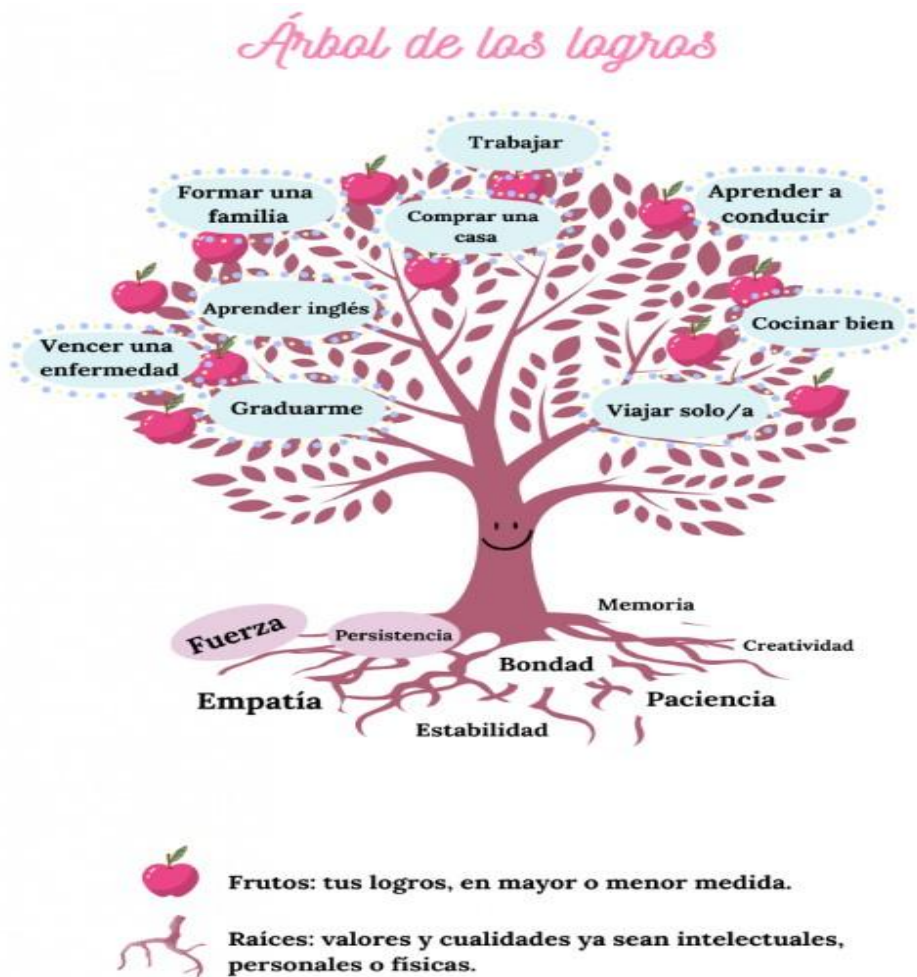 Árbol de los logros
Trabajar
Formar una
familia
Comprar una
casa
Aprender a
conducir
Aprender inglés
Vencer una
enfermedad
Cocinar bien
Graduarme
Viajar solo/a
Memoria
Fuerza
Persistencia
Creatividad
Bondad
Empatía
Paciencia
Estabilidad
Frutos: tus logros, en mayor o menor medida.
Raíces: valores y cualidades ya sean intelectuales,
personales o físicas.